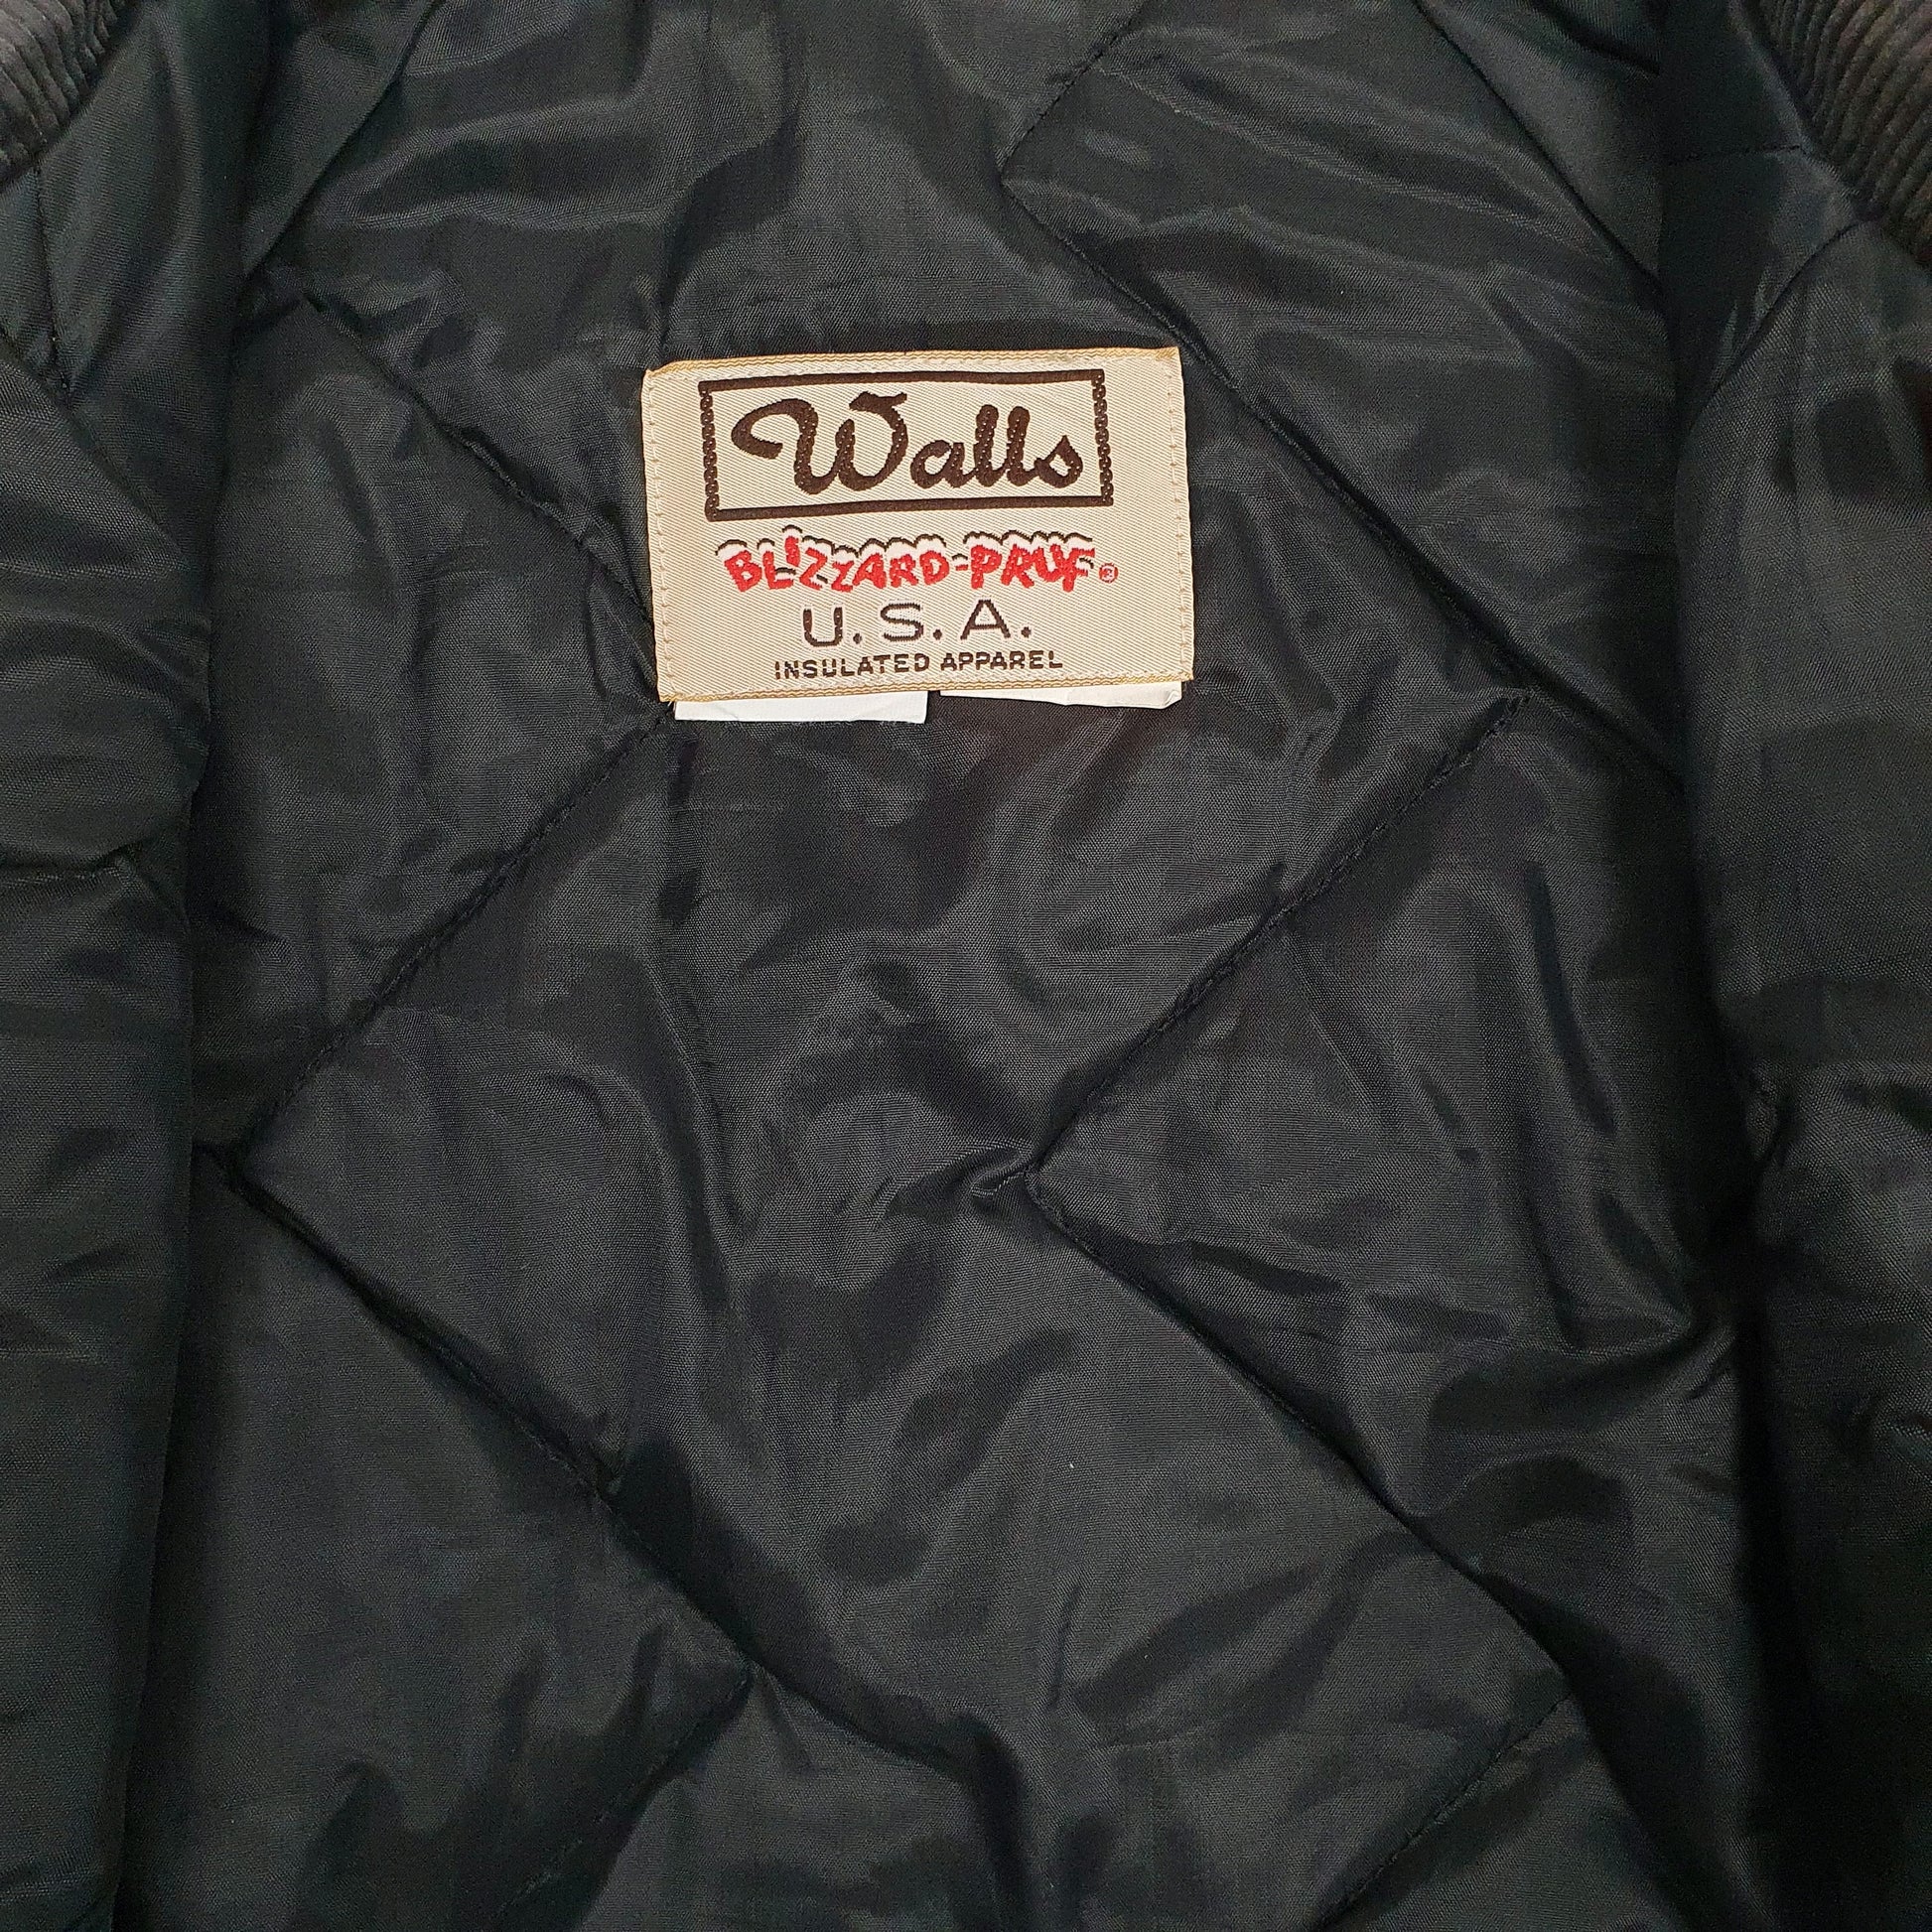 Walls
BLIZZARD-PRUF®
U.S.A.
INSULATED APPAREL